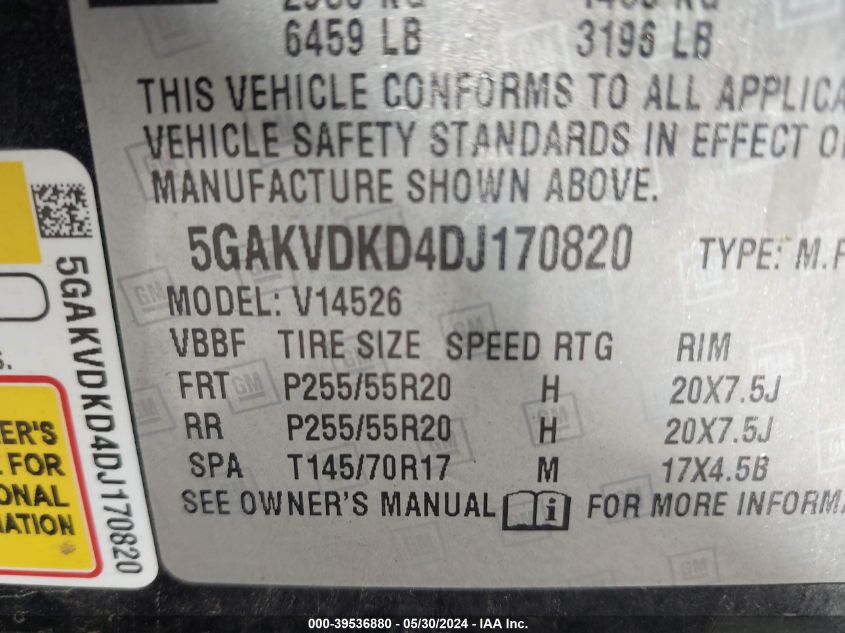 6459 LB 3196 LB
THIS VEHICLE CONFORMS TO ALL
VEHICLE SAFETY STANDARDS IN EFFECT
MANUFACTURE SHOWN ABOVE.
5GAKVDKD4DJ170820 TYPE:
MODEL: V14526
VBBF TIRE SIZE SPEED RTG RIM
FRT P255/55R20 H 20X7.5J
RR P255/55R20 H 20X7.5J
SPA T145/70R17 M 17X4.5B
SEE OWNER'S MANUAL i FOR MORE
5GAKVDKD4DJ170820
ER'S
FOR
ONAL
ATION
GM
000-39536880 - 05/30/2024 - IAA Inc.